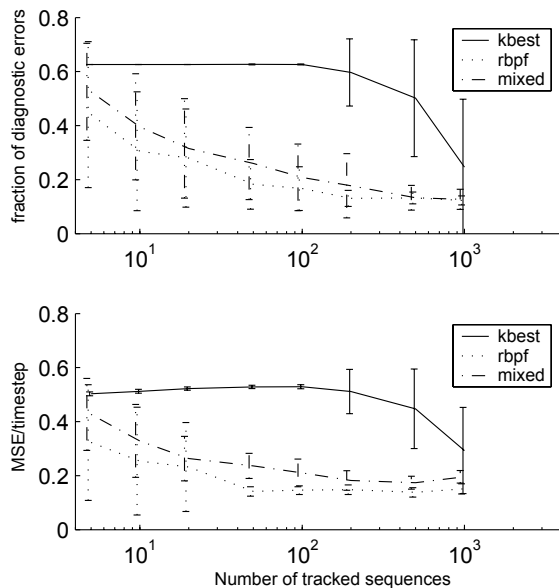 0.8
0.6
0.4
0.2
0
fraction of diagnostic errors
kbest
rbpf
mixed
10^1
10^2
10^3
0.8
0.6
0.4
0.2
0
MSE/timestep
kbest
rbpf
mixed
10^1
10^2
10^3
Number of tracked sequences